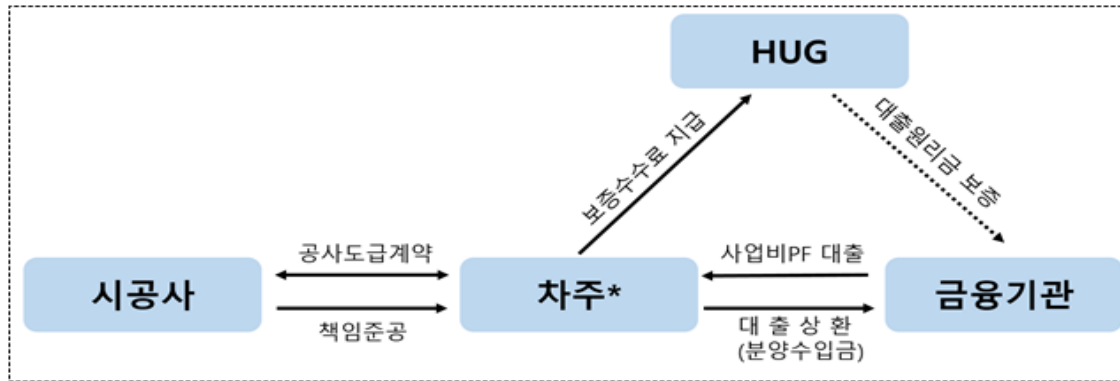 HUG
보증수수료 지급
대출원리금 보증
공사도급계약
사업비PF 대출
시공사
차주*
금융기관
책임준공
대 출 상 환
(분양수입금)